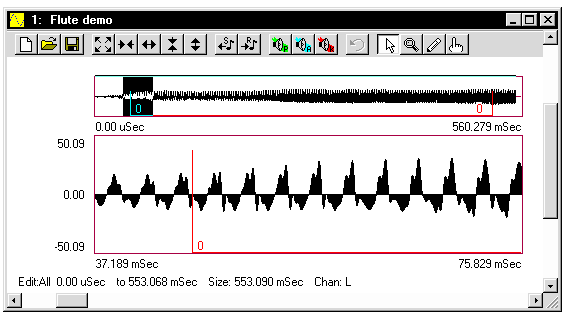 1: Flute demo
S R
A A R
0 0
0.00 uSec 560.279 mSec
50.09
0.00
-50.09
0
37.189 mSec 75.829 mSec
Edit:All 0.00 uSec to 553.068 mSec Size: 553.090 mSec Chan: L